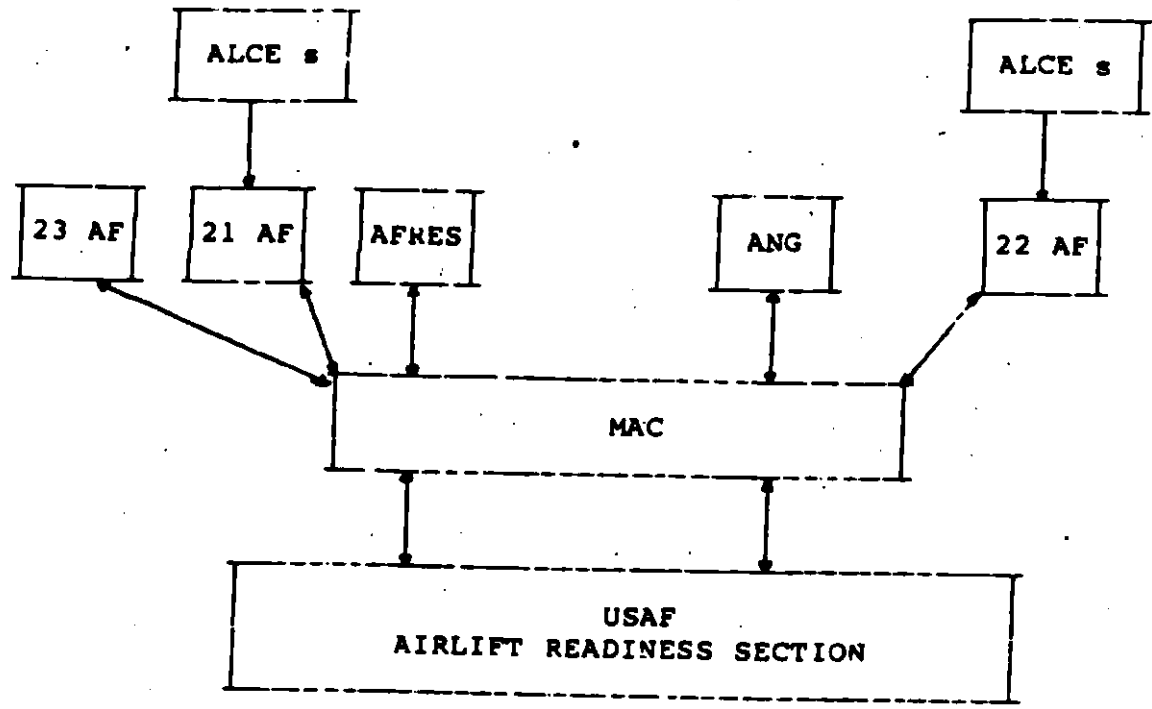 ALCE s
ALCE s
23 AF
21 AF
AFRES
ANG
22 AF
MAC
USAF
AIRLIFT READINESS SECTION